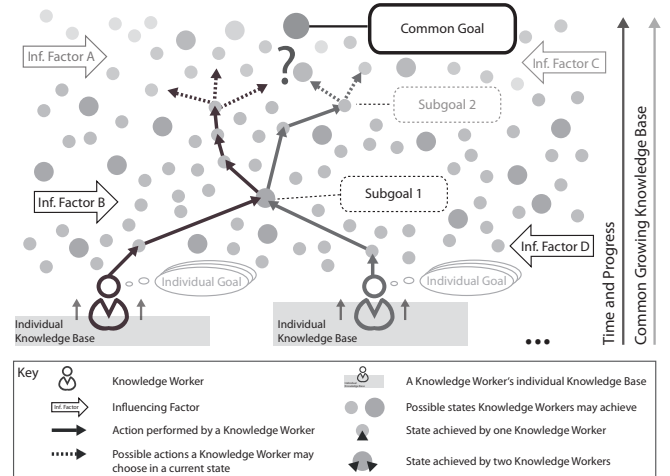 Common Goal
Inf. Factor A
Inf. Factor C
?
Subgoal 2
Inf. Factor B
Subgoal 1
Inf. Factor D
Individual Goal
Individual Goal
Individual
Knowledge Base
Individual
Knowledge Base
...
Time and Progress
Common Growing Knowledge Base
Key
Knowledge Worker
A Knowledge Worker's individual Knowledge Base
Inf. Factor
Influencing Factor
Possible states Knowledge Workers may achieve
Action performed by a Knowledge Worker
State achieved by one Knowledge Worker
Possible actions a Knowledge Worker may
choose in a current state
State achieved by two Knowledge Workers